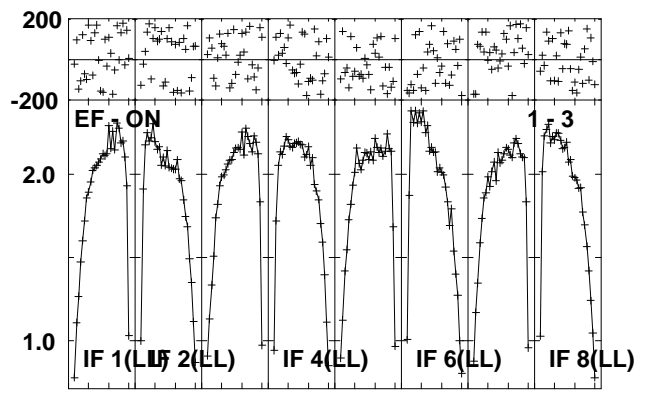 200
-200
EF - ON 1 - 3
2.0
1.0
IF 1(LL) IF 2(LL) IF 4(LL) IF 6(LL) IF 8(LL)